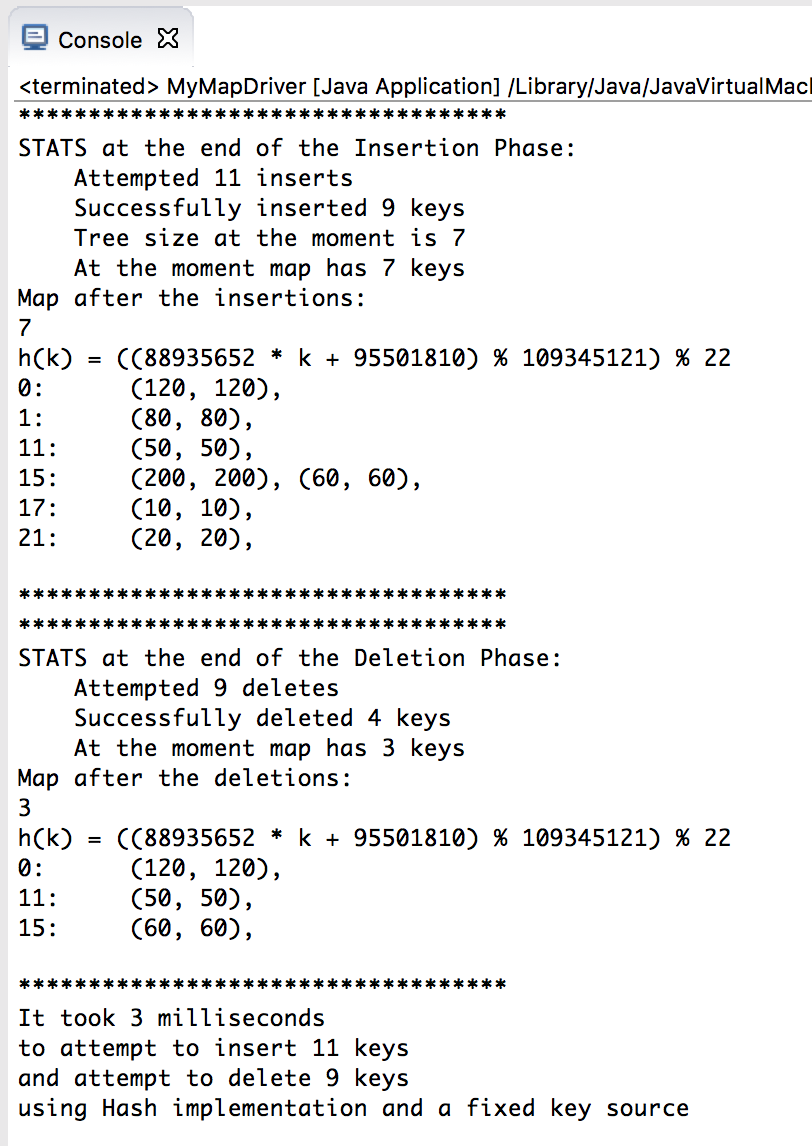 Console
<terminated> MyMapDriver [Java Application] /Library/Java/JavaVirtualMac
***********************************
STATS at the end of the Insertion Phase:
    Attempted 11 inserts
    Successfully inserted 9 keys
    Tree size at the moment is 7
    At the moment map has 7 keys
Map after the insertions:
7
h(k) = ((88935652 * k + 95501810) % 109345121) % 22
0:      (120, 120),
1:      (80, 80),
11:     (50, 50),
15:     (200, 200), (60, 60),
17:     (10, 10),
21:     (20, 20),
***********************************
***********************************
STATS at the end of the Deletion Phase:
    Attempted 9 deletes
    Successfully deleted 4 keys
    At the moment map has 3 keys
Map after the deletions:
3
h(k) = ((88935652 * k + 95501810) % 109345121) % 22
0:      (120, 120),
11:     (50, 50),
15:     (60, 60),
***********************************
It took 3 milliseconds
to attempt to insert 11 keys
and attempt to delete 9 keys
using Hash implementation and a fixed key source